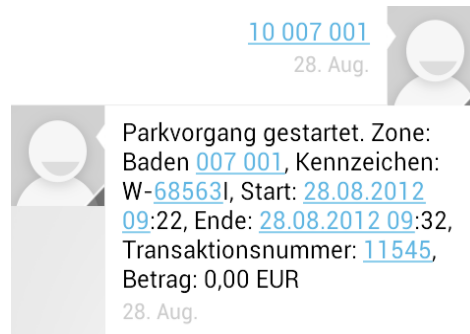 10 007 001
28. Aug.
Parkvorgang gestartet. Zone:
Baden 007 001, Kennzeichen:
W-68563I, Start: 28.08.2012
09:22, Ende: 28.08.2012 09:32,
Transaktionsnummer: 11545,
Betrag: 0,00 EUR
28. Aug.